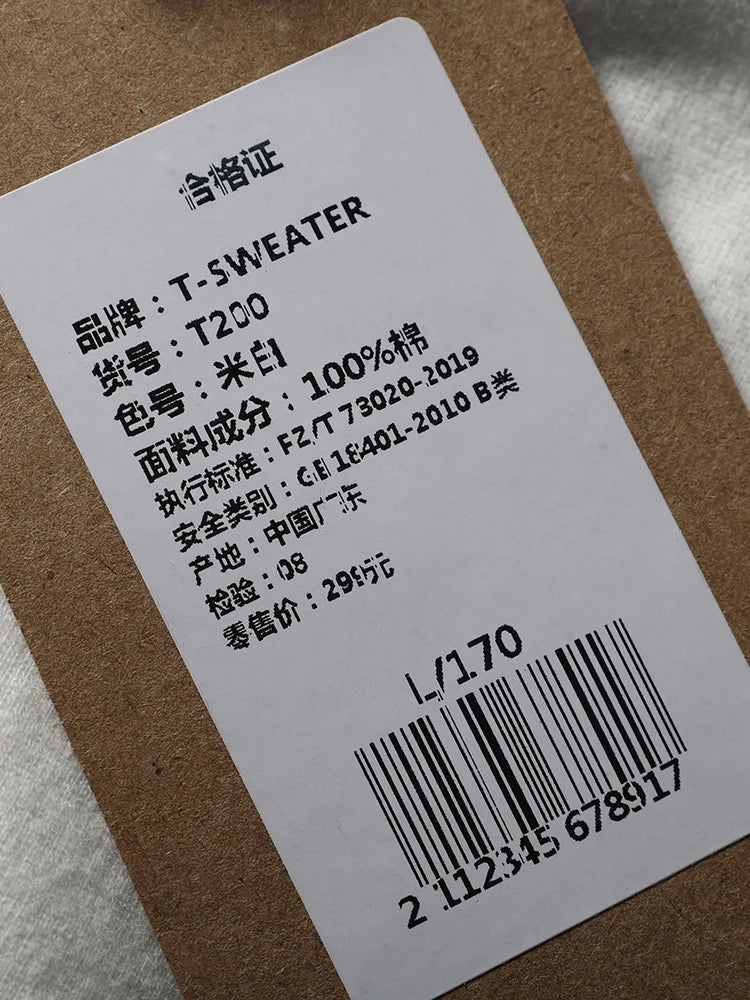 合格证
品牌：T-SWEATER
货号：T200
色号：米白
面料成分：100%棉
执行标准：FZ/T 73020-2019
安全类别：GB 18401-2010 B类
产地：中国广东
检验：08
零售价：299元
L/170
2 112345 678917